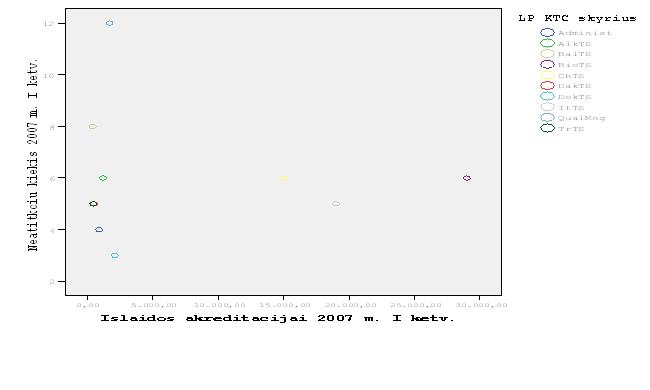 LP KTC skyrius
Administ
AlkTS
BalTS
BioTS
ChTS
DakTS
DokTS
ItTS
QualMng
TrTS
Neatitkciu kiekis 2007 m. I ketv.
12
10
8
6
4
2
0,00 5.000,00 10.000,00 15.000,00 20.000,00 25.000,00 30.000,00
Islaidos akreditacijai 2007 m. I ketv.